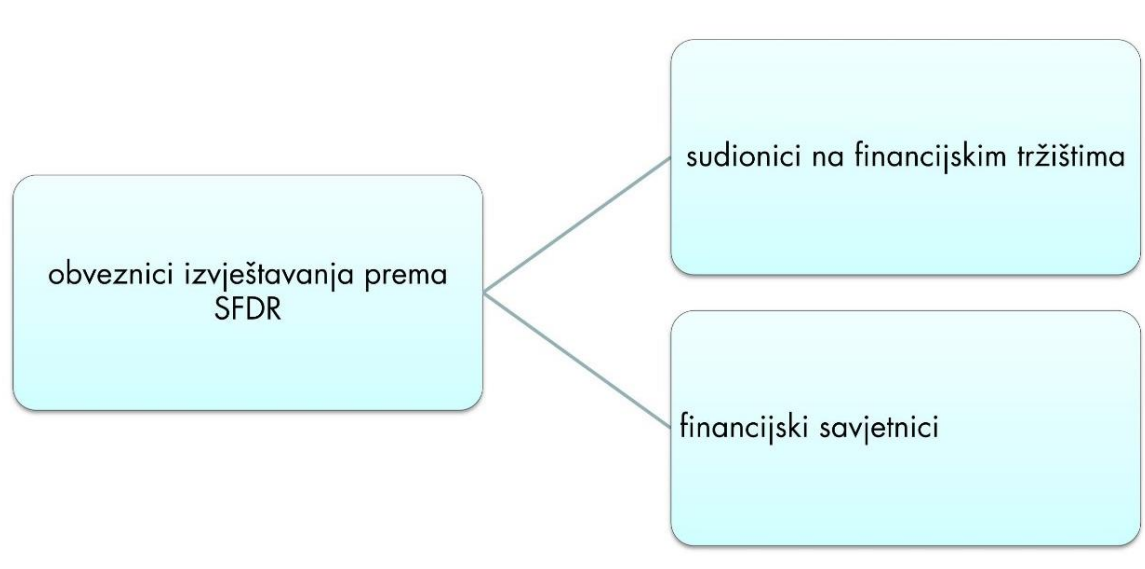 obveznici izvještavanja prema
SFDR
sudionici na financijskim tržištima
financijski savjetnici